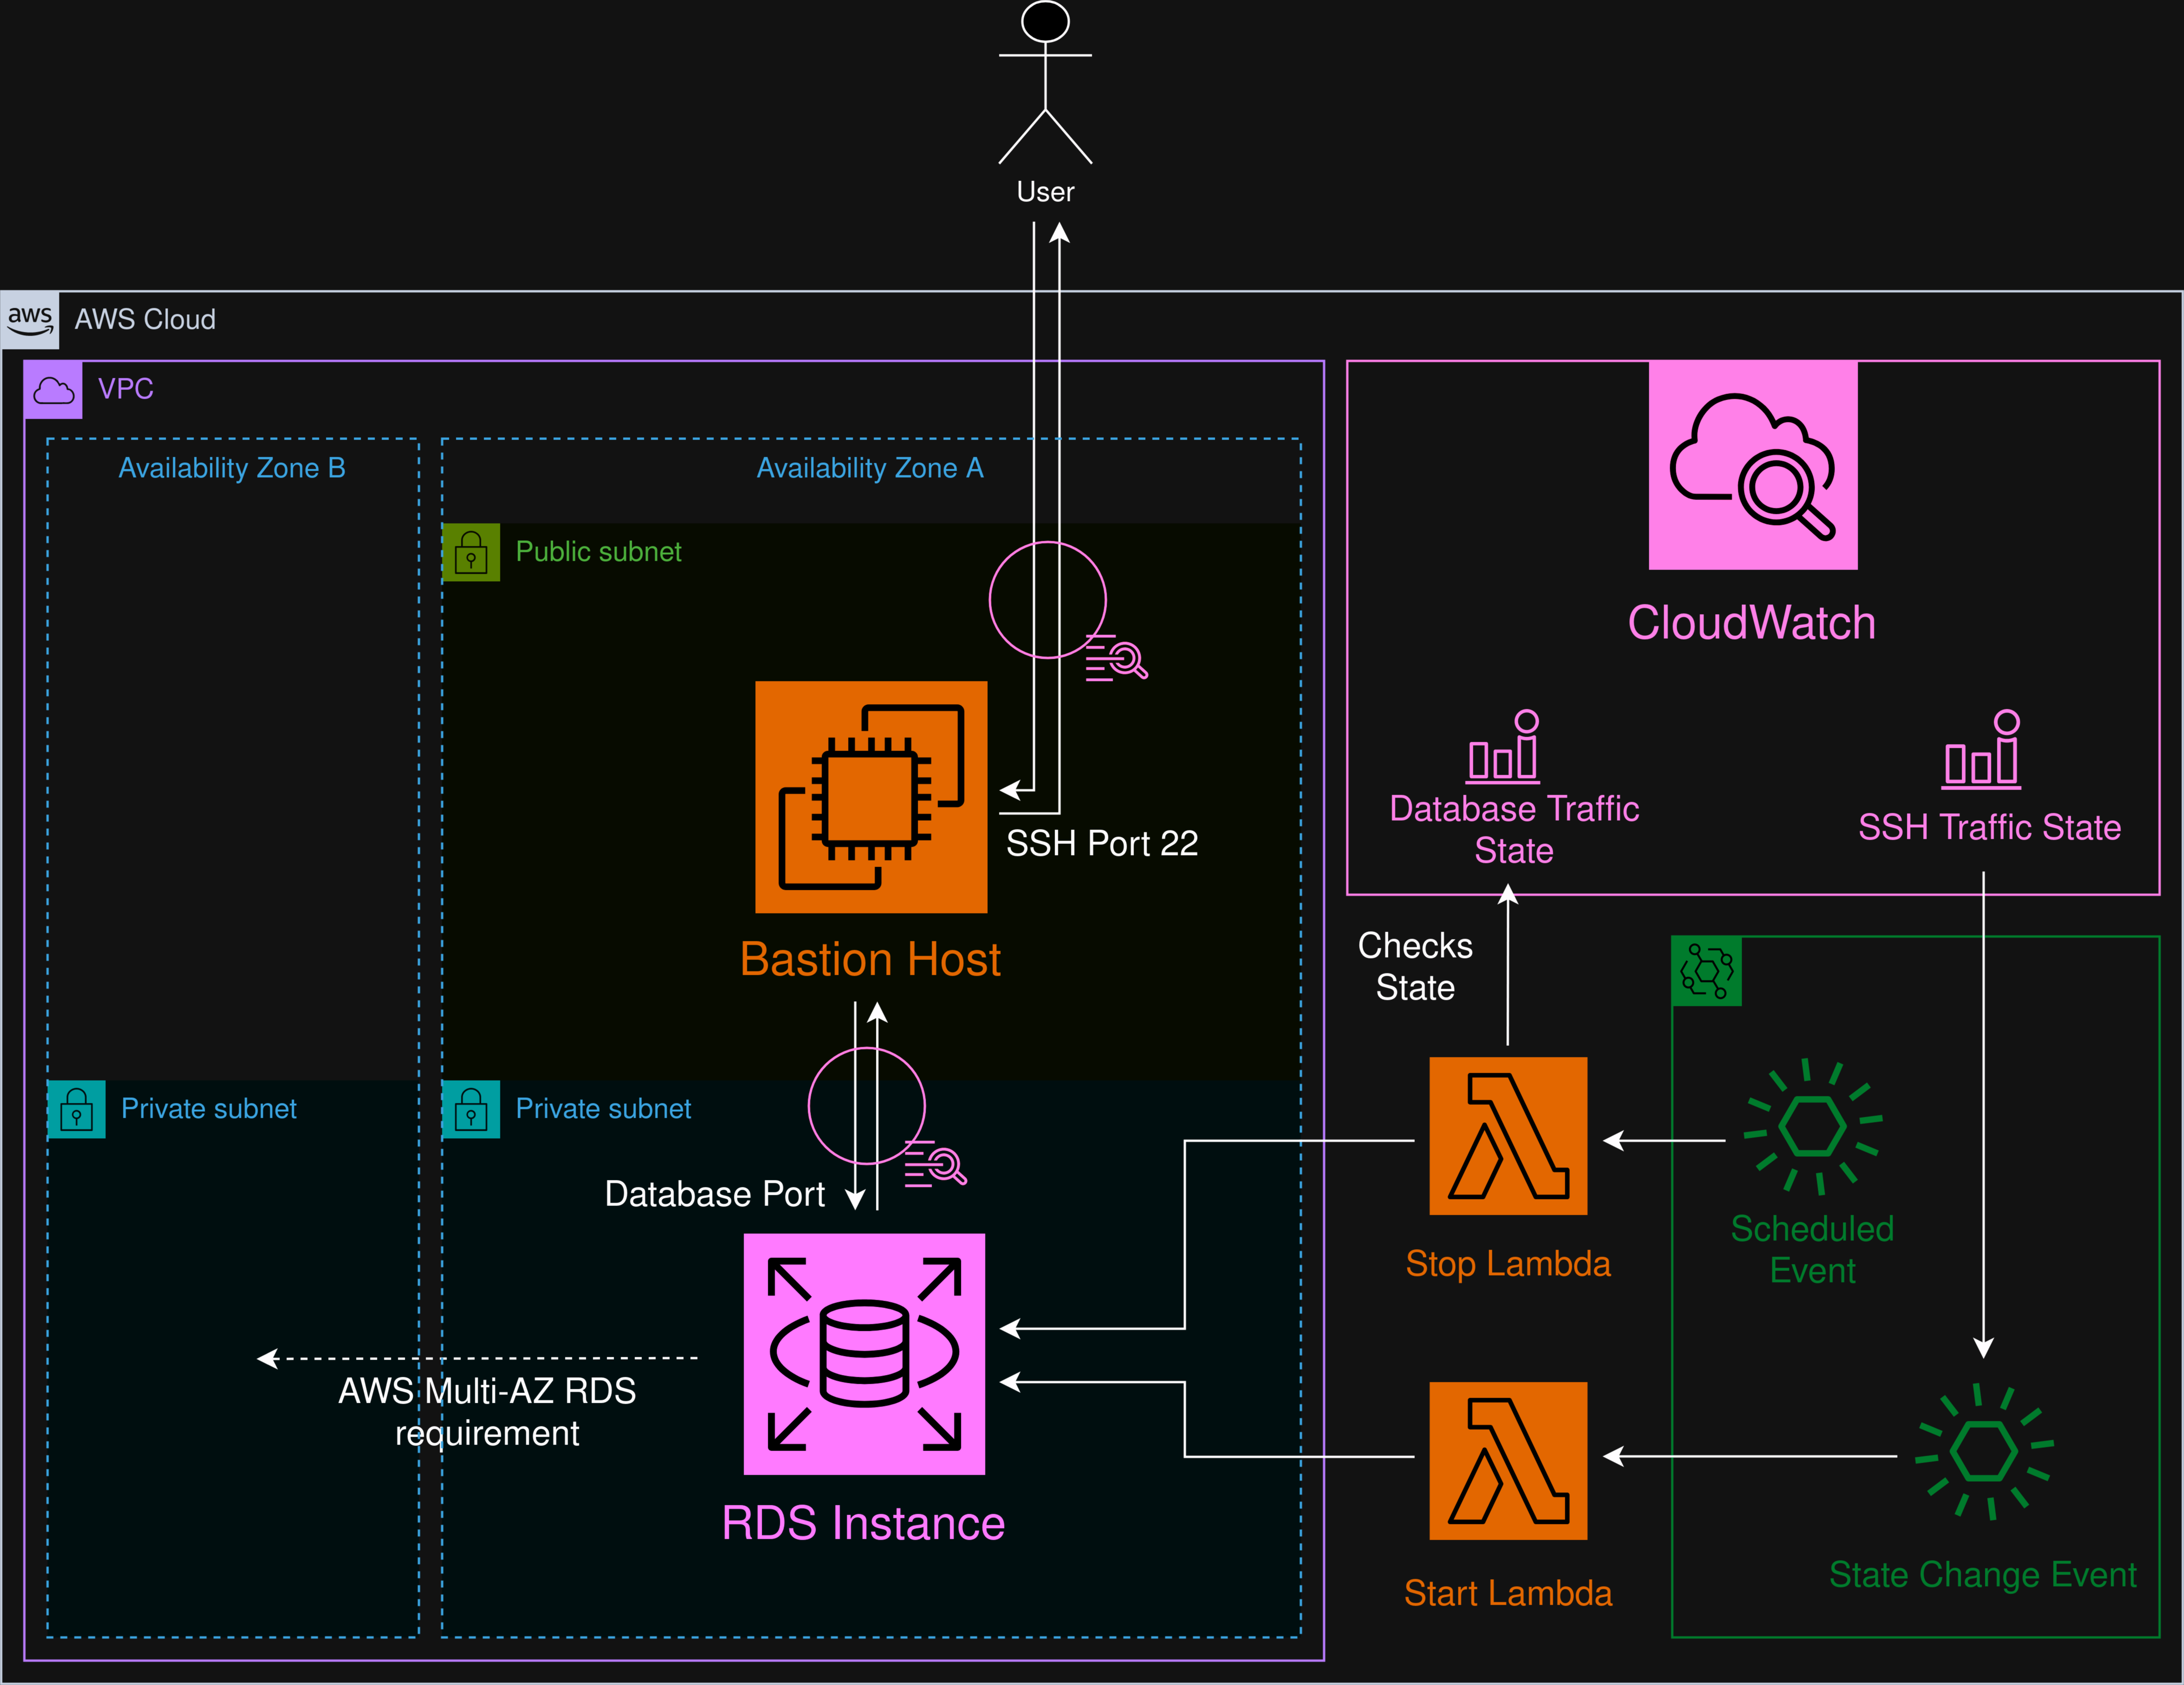 User
aws
AWS Cloud
VPC
Availability Zone B
Availability Zone A
Public subnet
CloudWatch
Database Traffic
State
SSH Traffic State
SSH Port 22
Bastion Host
Checks
State
Private subnet
Private subnet
Database Port
Scheduled
Event
Stop Lambda
AWS Multi-AZ RDS
requirement
RDS Instance
State Change Event
Start Lambda